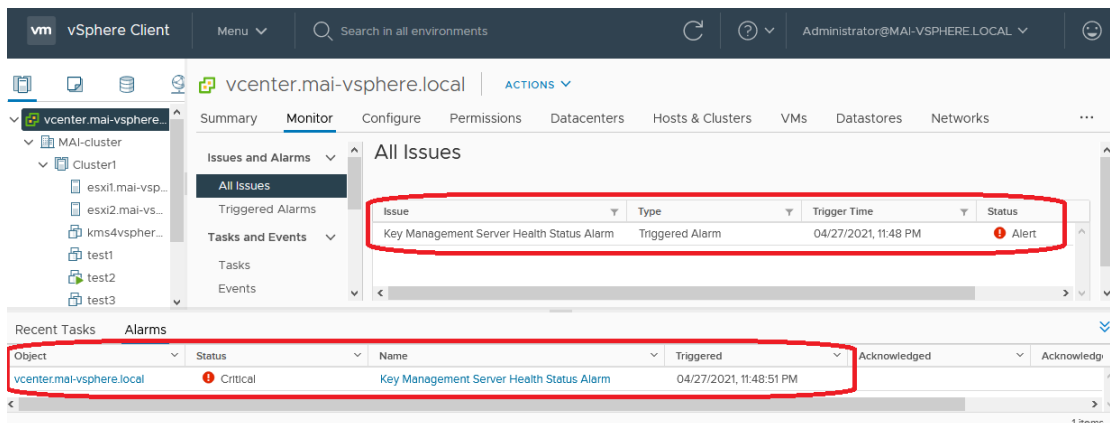 vm vSphere Client Menu Search in all environments Administrator@MAI-VSPHERE.LOCAL
vcenter.mai-vsphere.local ACTIONS
Summary Monitor Configure Permissions Datacenters Hosts & Clusters VMs Datastores Networks ...
vcenter.mai-vsphere...
MAI-cluster
Cluster1
esxi1.mai-vsp...
esxi2.mai-vs...
kms4vspher...
test1
test2
test3
Issues and Alarms
All Issues
Triggered Alarms
Tasks and Events
Tasks
Events
All Issues
Issue Type Trigger Time Status
Key Management Server Health Status Alarm Triggered Alarm 04/27/2021, 11:48 PM Alert
Recent Tasks Alarms
Object Status Name Triggered Acknowledged Acknowledg
vcenter.mai-vsphere.local Critical Key Management Server Health Status Alarm 04/27/2021, 11:48:51 PM
1 items